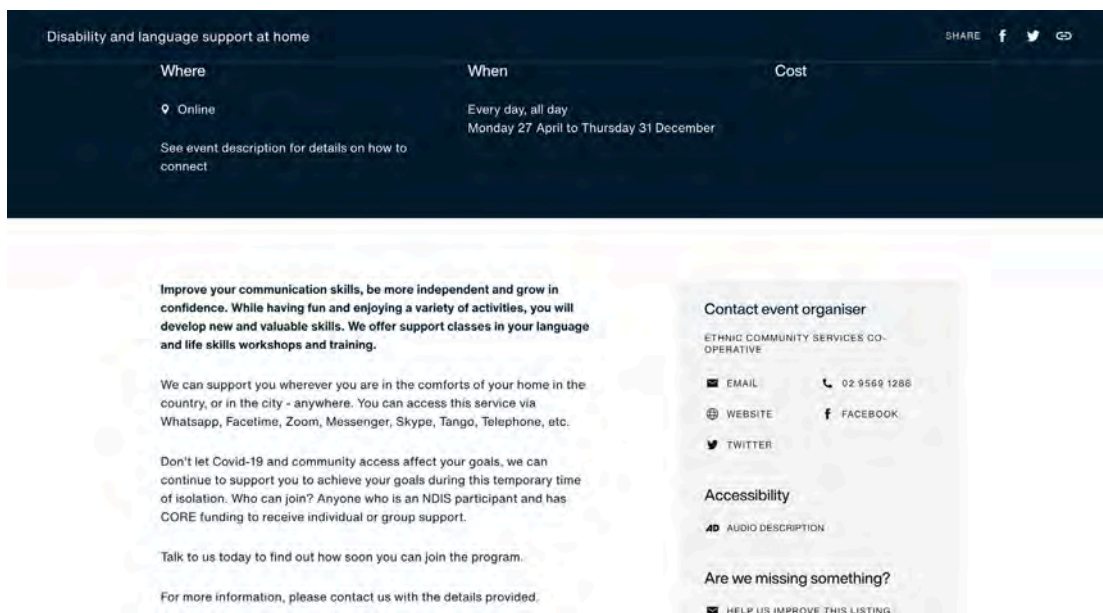 Disability and language support at home
SHARE
Where
Online
See event description for details on how to
connect
When
Every day, all day
Monday 27 April to Thursday 31 December
Cost
Improve your communication skills, be more independent and grow in
confidence. While having fun and enjoying a variety of activities, you will
develop new and valuable skills. We offer support classes in your language
and life skills workshops and training.
We can support you wherever you are in the comforts of your home in the
country, or in the city - anywhere. You can access this service via
Whatsapp, Facetime, Zoom, Messenger, Skype, Tango, Telephone, etc.
Don't let Covid-19 and community access affect your goals, we can
continue to support you to achieve your goals during this temporary time
of isolation. Who can join? Anyone who is an NDIS participant and has
CORE funding to receive individual or group support.
Talk to us today to find out how soon you can join the program.
For more information, please contact us with the details provided.
Contact event organiser
ETHNIC COMMUNITY SERVICES CO-
OPERATIVE
EMAIL
02 9569 1288
WEBSITE
FACEBOOK
TWITTER
Accessibility
AD AUDIO DESCRIPTION
Are we missing something?
HELP US IMPROVE THIS LISTING